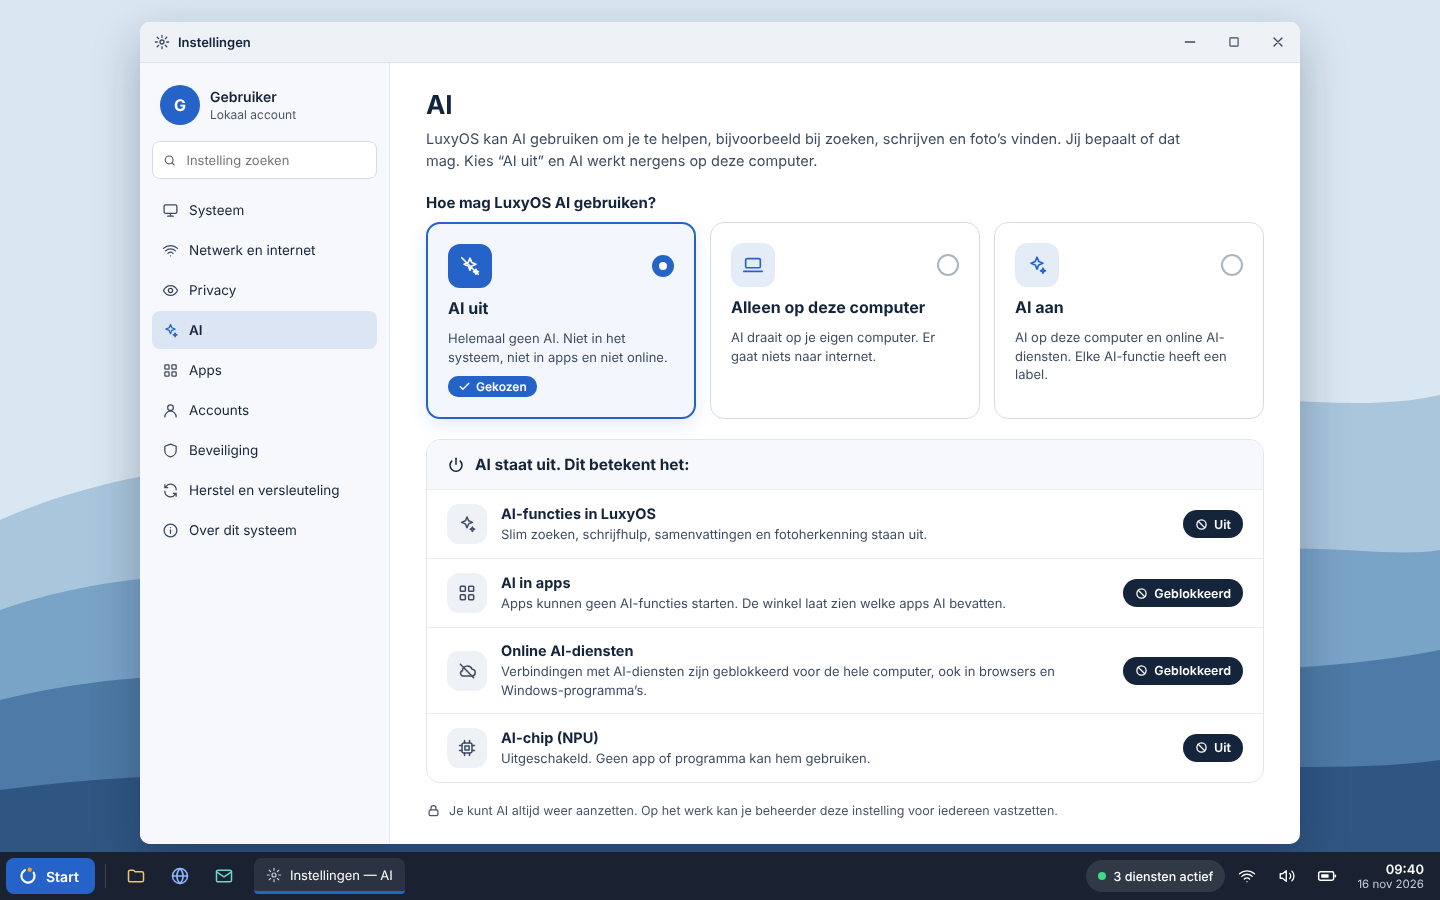 Instellingen
G
Gebruiker
Lokaal account
Instelling zoeken
Systeem
Netwerk en internet
Privacy
AI
Apps
Accounts
Beveiliging
Herstel en versleuteling
Over dit systeem
AI
LuxyOS kan AI gebruiken om je te helpen, bijvoorbeeld bij zoeken, schrijven en foto’s vinden. Jij bepaalt of dat
mag. Kies “AI uit” en AI werkt nergens op deze computer.
Hoe mag LuxyOS AI gebruiken?
AI uit
Helemaal geen AI. Niet in het
systeem, niet in apps en niet online.
Gekozen
Alleen op deze computer
AI draait op je eigen computer. Er
gaat niets naar internet.
AI aan
AI op deze computer en online AI-
diensten. Elke AI-functie heeft een
label.
AI staat uit. Dit betekent het:
AI-functies in LuxyOS
Slim zoeken, schrijfhulp, samenvattingen en fotoherkenning staan uit.
Uit
AI in apps
Apps kunnen geen AI-functies starten. De winkel laat zien welke apps AI bevatten.
Geblokkeerd
Online AI-diensten
Verbindingen met AI-diensten zijn geblokkeerd voor de hele computer, ook in browsers en
Windows-programma’s.
Geblokkeerd
AI-chip (NPU)
Uitgeschakeld. Geen app of programma kan hem gebruiken.
Uit
Je kunt AI altijd weer aanzetten. Op het werk kan je beheerder deze instelling voor iedereen vastzetten.
Start
Instellingen — AI
3 diensten actief
09:40
16 nov 2026